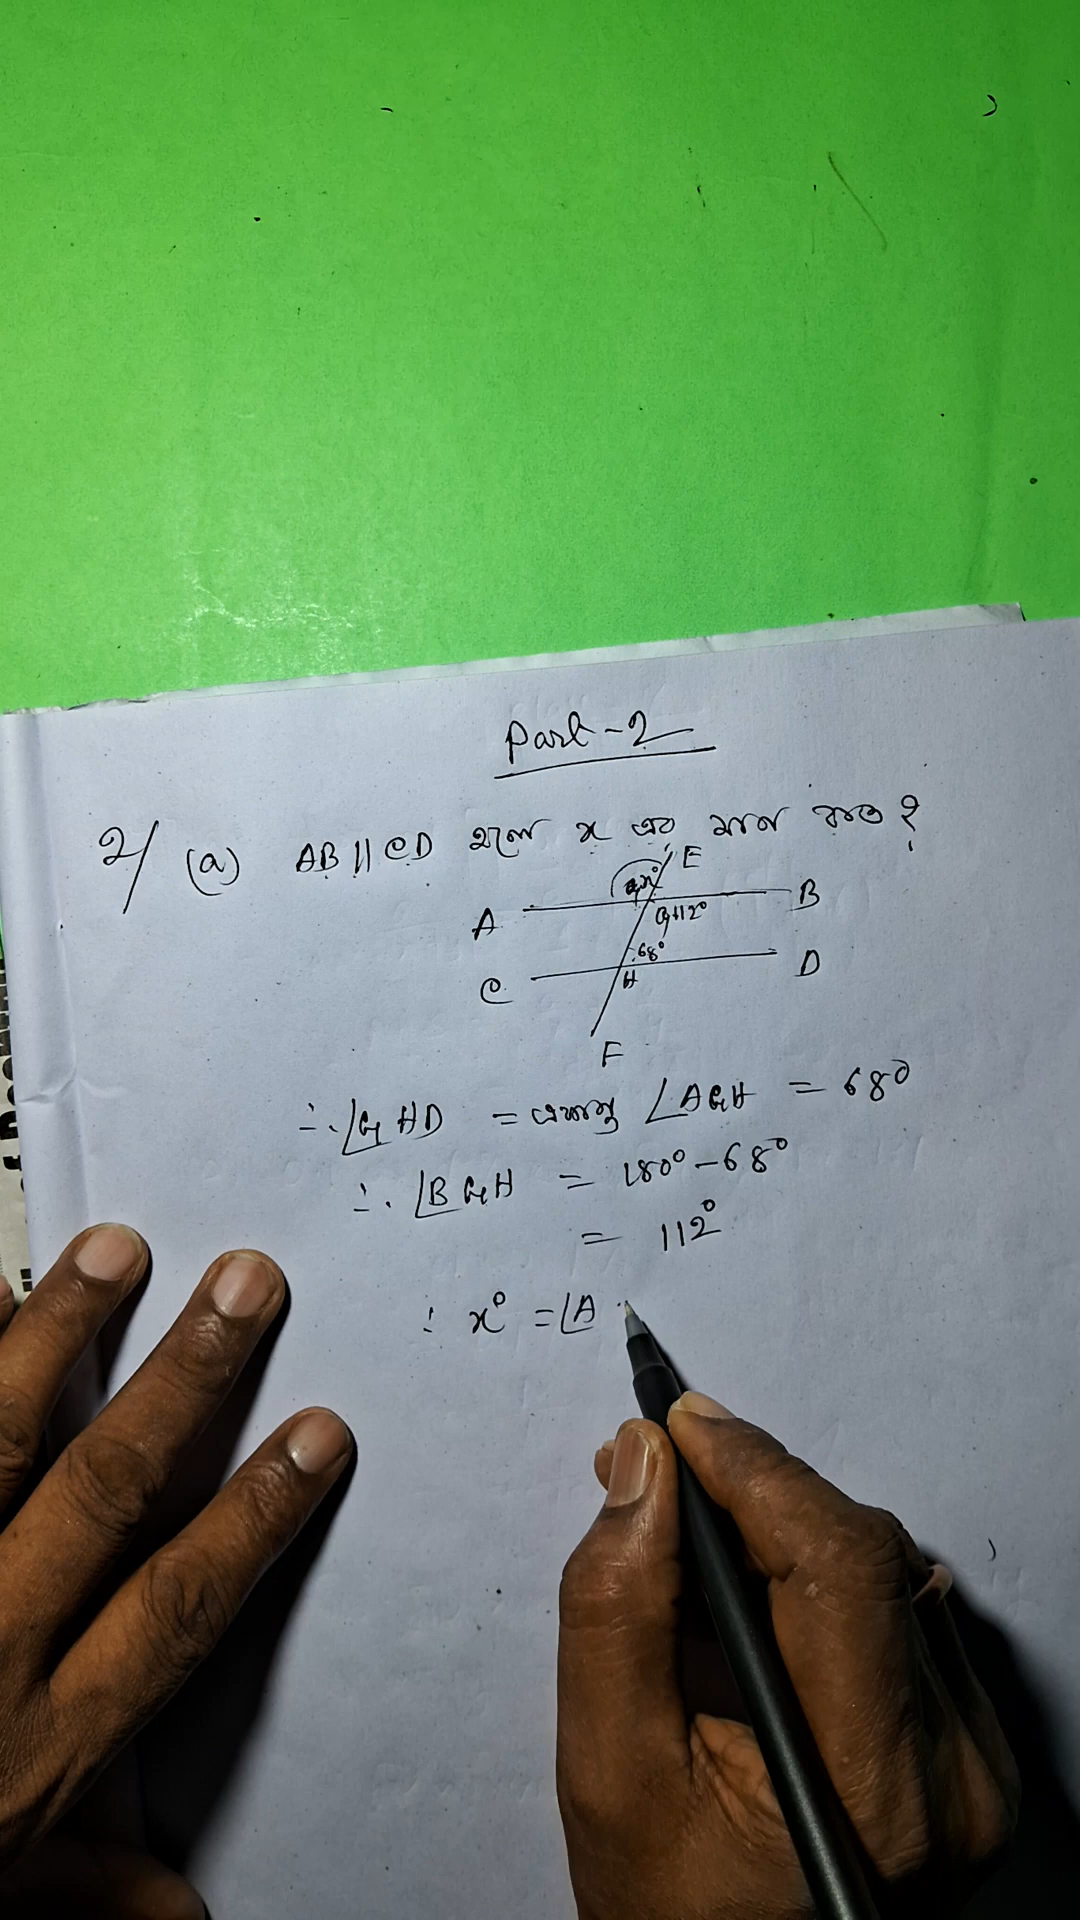 Part-2
2/ (a) AB || CD হলে x এর মান কত ?
E
x°
A
B
G 112°
68°
C
D
H
F
∴ ∠GHD = একান্তর ∠AGH = 68°
∴ ∠BGH = 180° - 68°
= 112°
∴ x° = ∠A